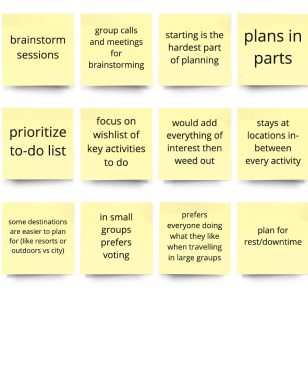 brainstorm
sessions
group calls
and meetings
for
brainstorming
starting is the
hardest part
of planning
plans in
parts
prioritize
to-do list
focus on
wishlist of
key activities
to do
would add
everything of
interest then
weed out
stays at
locations in-
between
every activity
some destinations
are easier to plan
for (like resorts or
outdoors vs city)
in small
groups
prefers
voting
prefers
everyone doing
what they like
when travelling
in large graups
plan for
rest/downtime